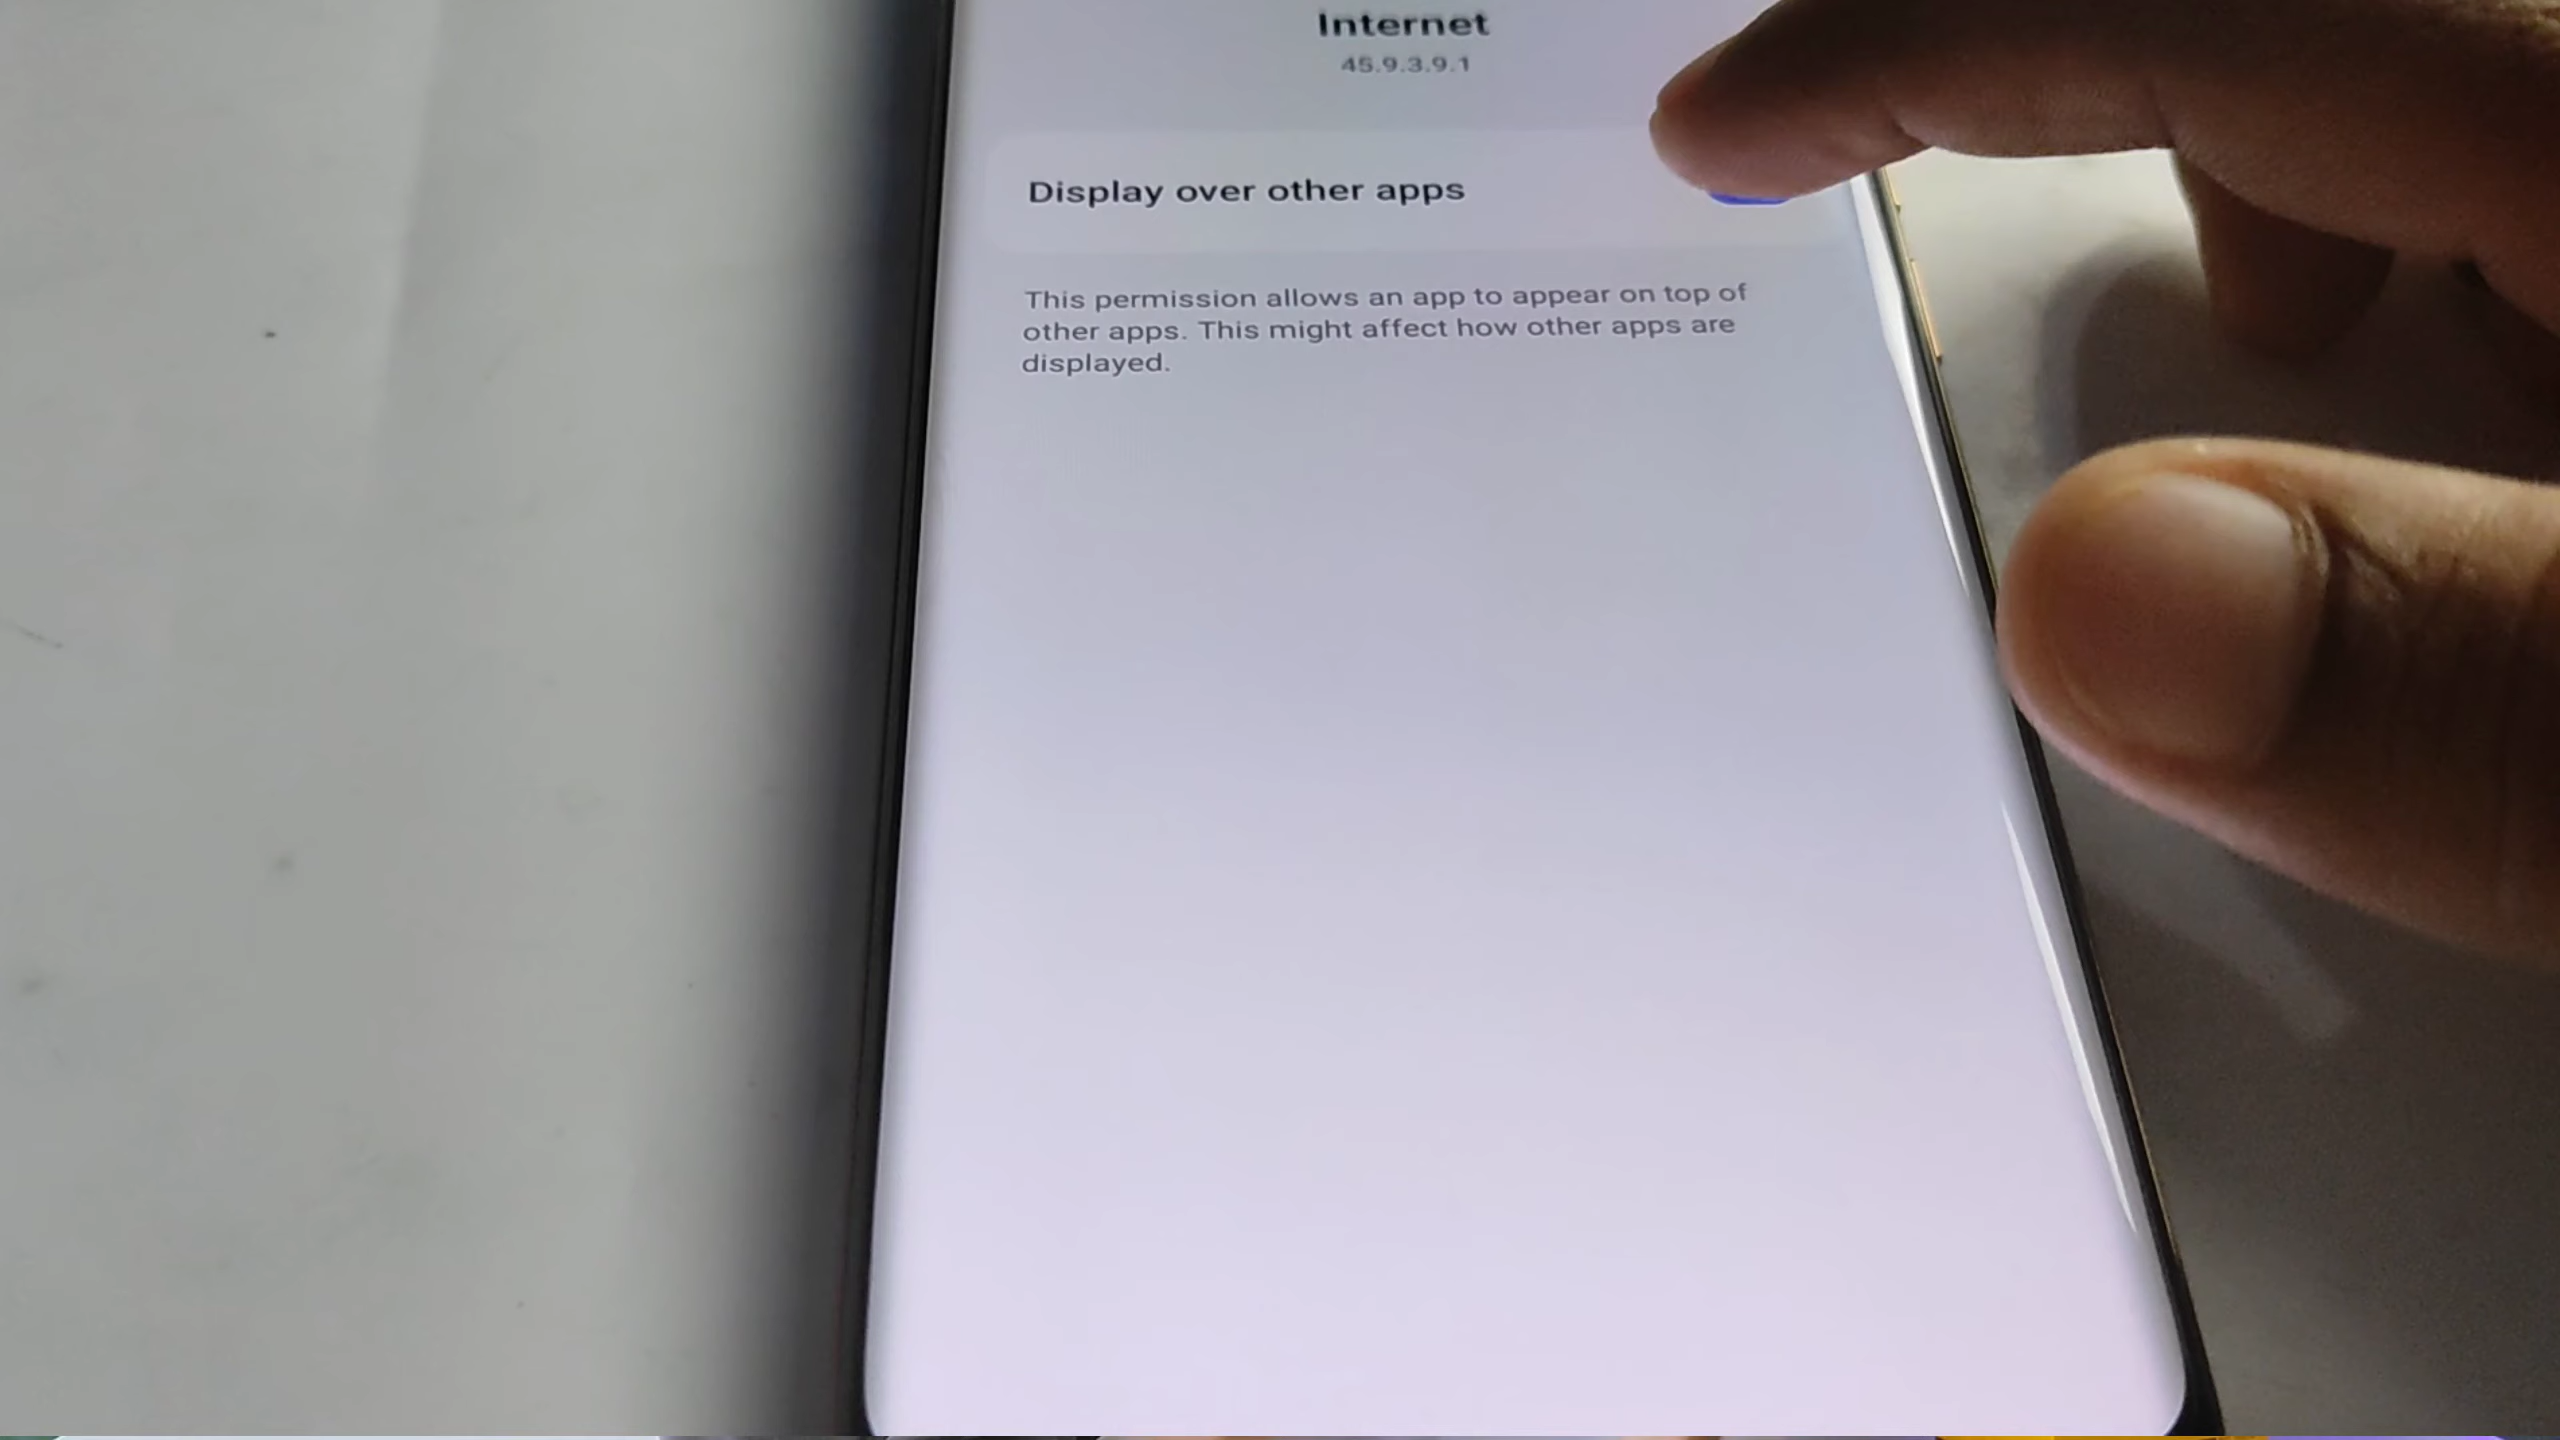 Internet
45.9.3.9.1
Display over other apps
This permission allows an app to appear on top of
other apps. This might affect how other apps are
displayed.